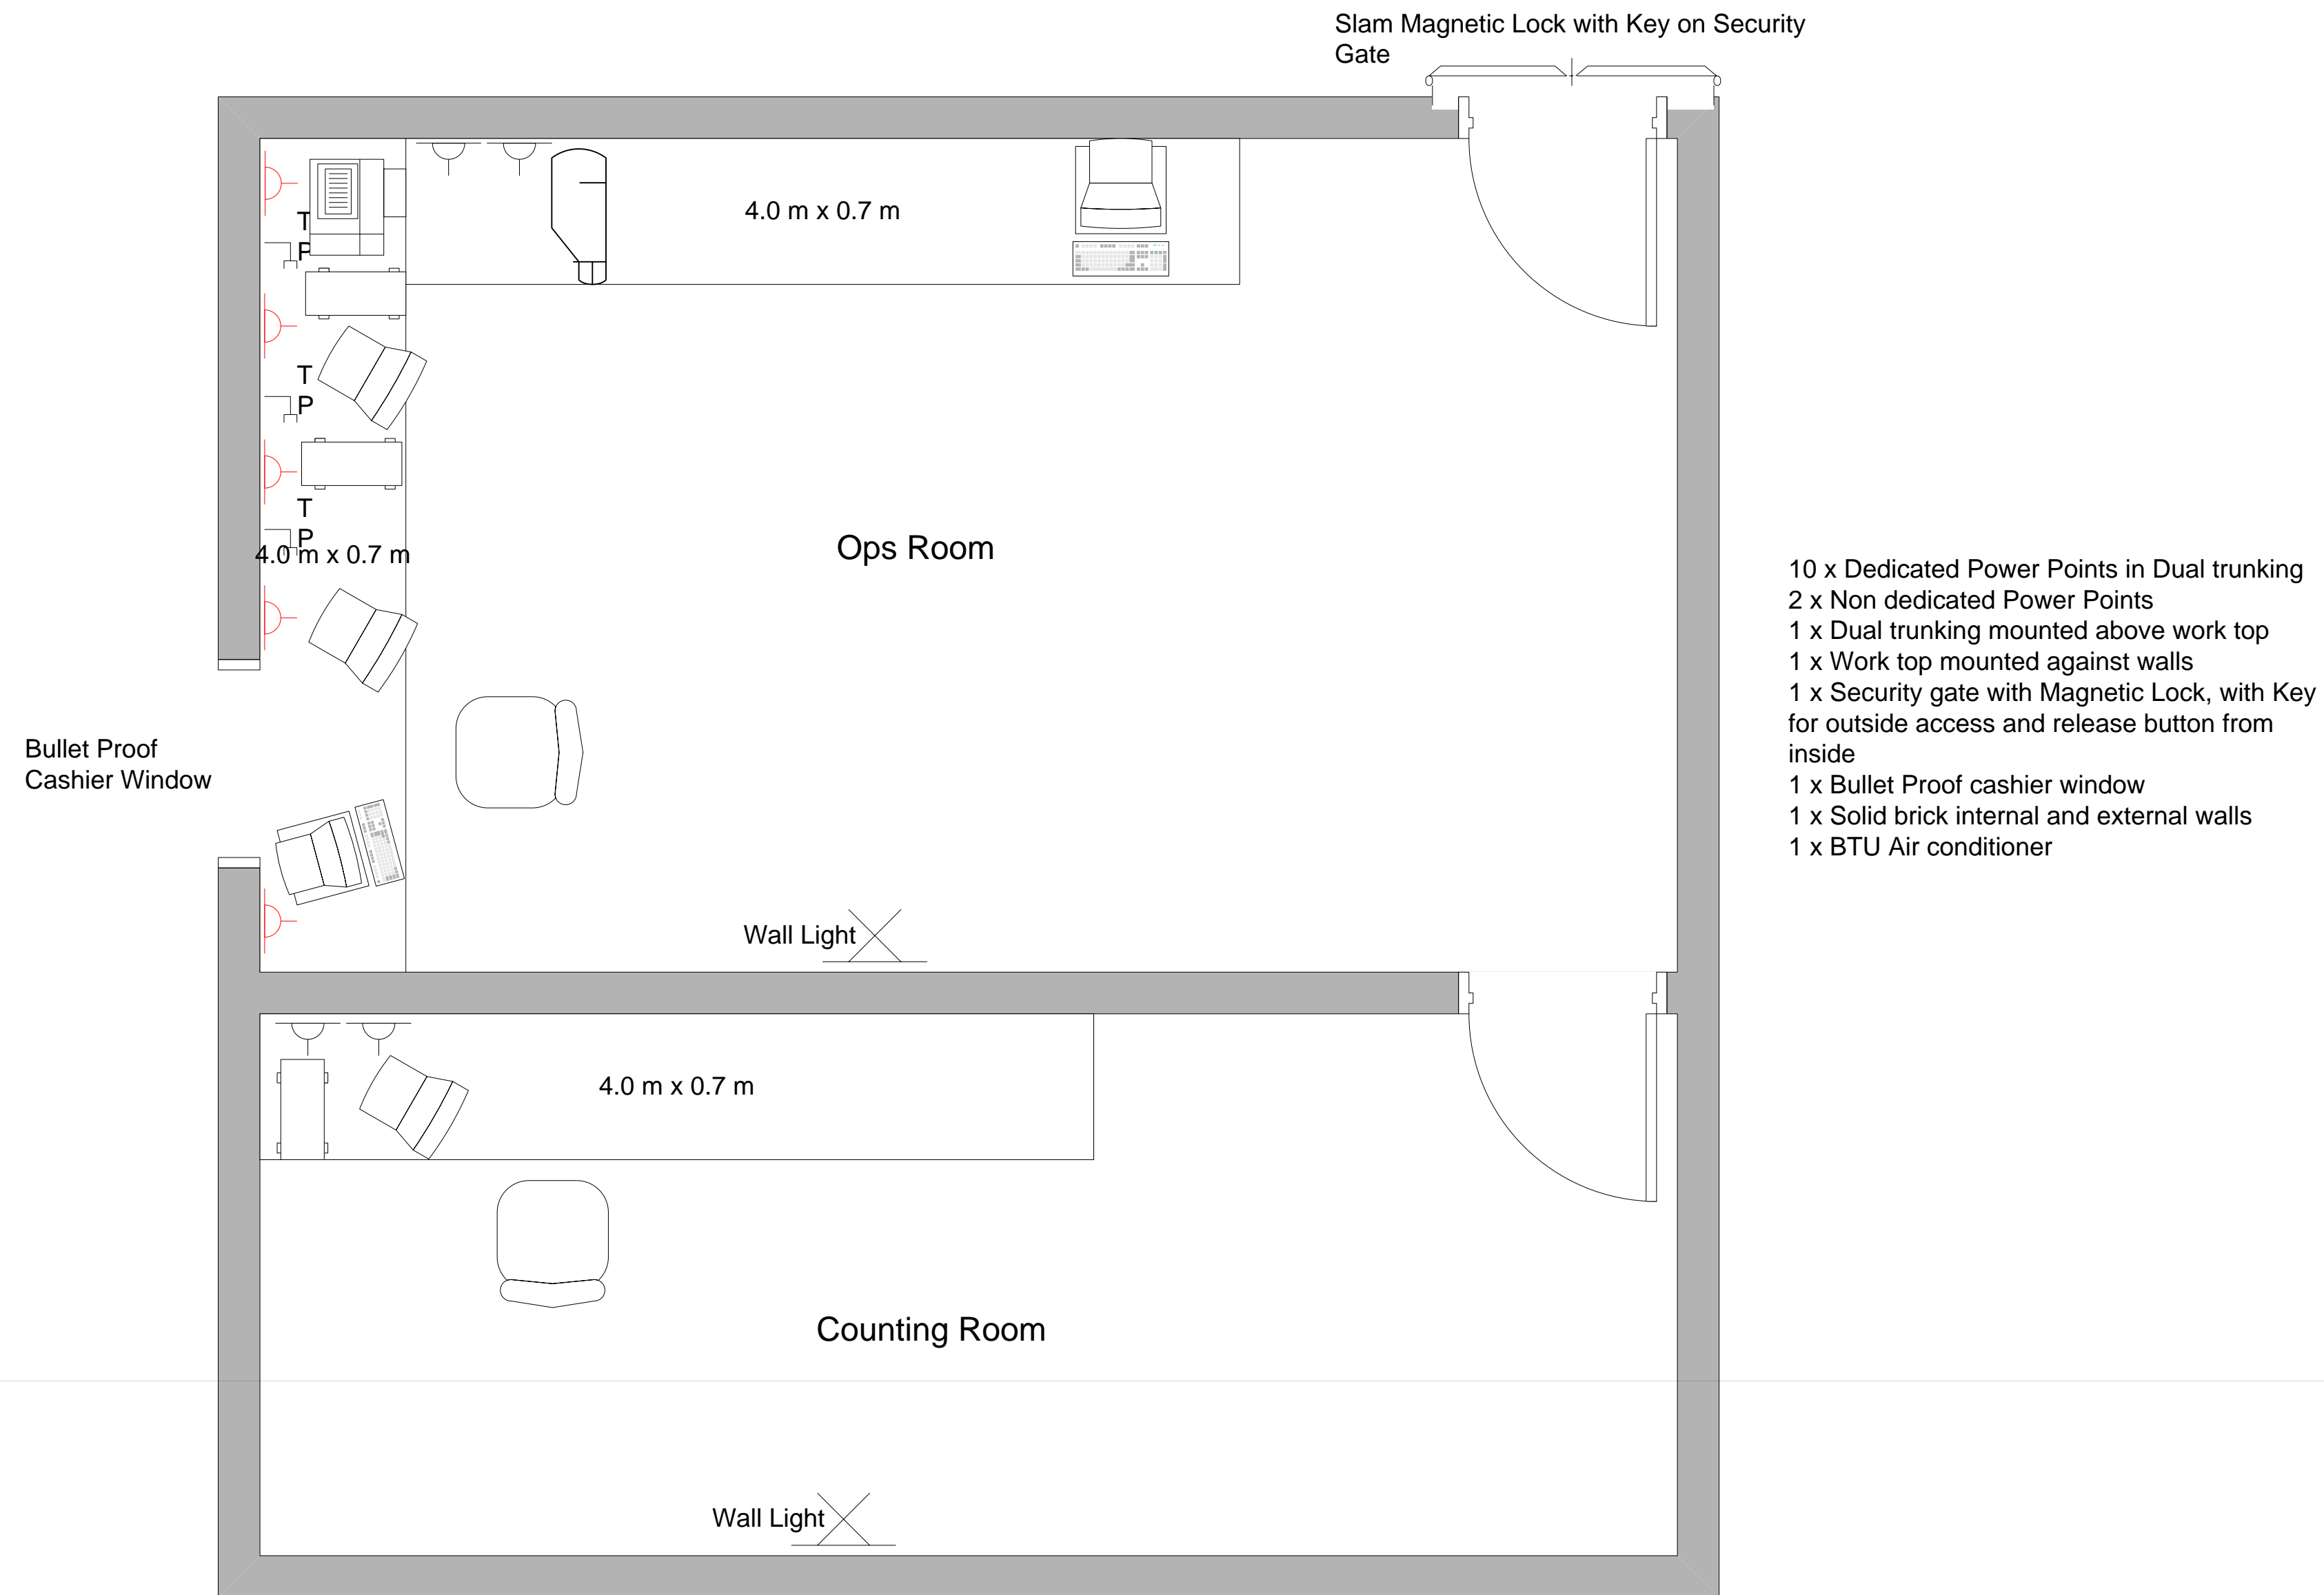 Slam Magnetic Lock with Key on Security
Gate
4.0 m x 0.7 m
T
P
T
P
T
P
4.0 m x 0.7 m
Ops Room
10 x Dedicated Power Points in Dual trunking
2 x Non dedicated Power Points
1 x Dual trunking mounted above work top
1 x Work top mounted against walls
1 x Security gate with Magnetic Lock, with Key
for outside access and release button from
inside
1 x Bullet Proof cashier window
1 x Solid brick internal and external walls
1 x BTU Air conditioner
Bullet Proof
Cashier Window
Wall Light
4.0 m x 0.7 m
Counting Room
Wall Light